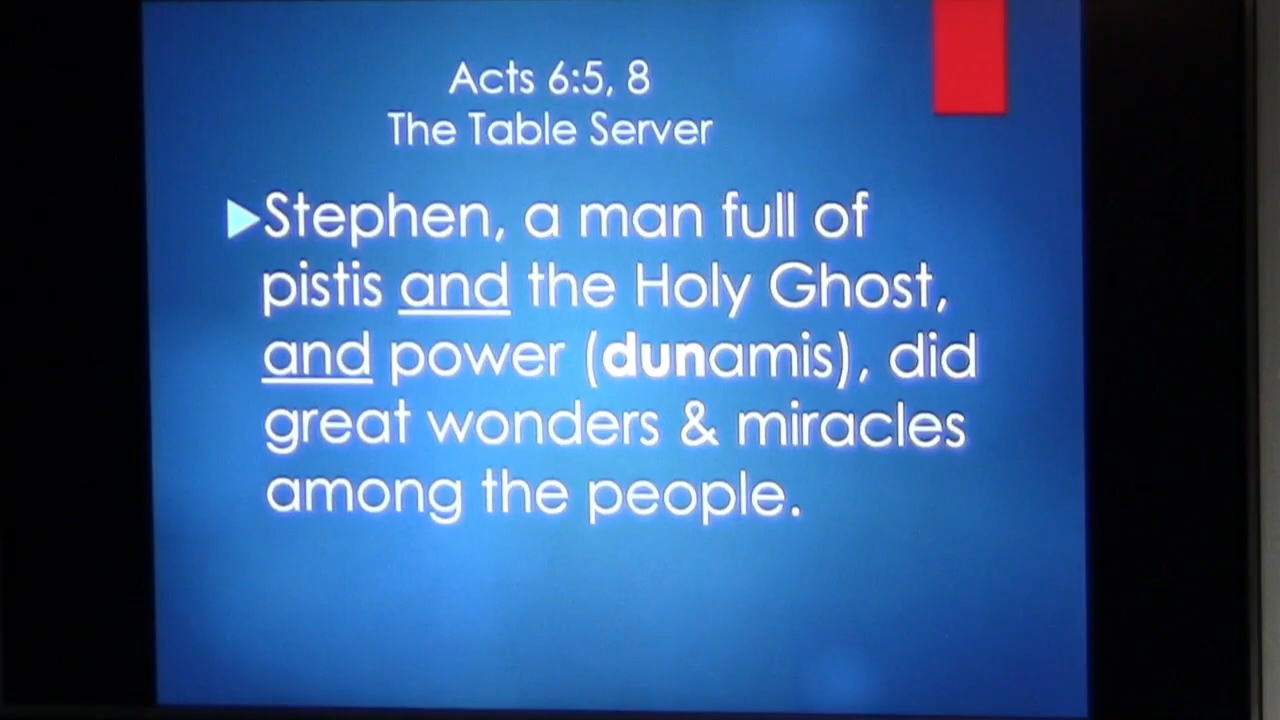 Acts 6:5, 8
The Table Server
Stephen, a man full of
pistis and the Holy Ghost,
and power (dunamis), did
great wonders & miracles
among the people.